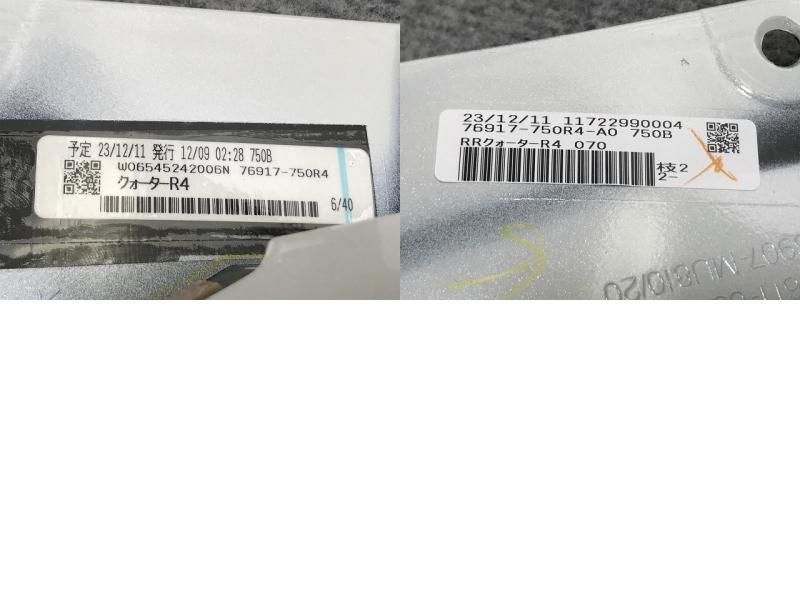 予定 23/12/11 発行 12/09 02:28 750B
W06545242006N 76917-750R4
クォーターR4
6/40
23/12/11 11722990004
76917-750R4-A0 750B
RRクォーターR4 070
枝2
2-